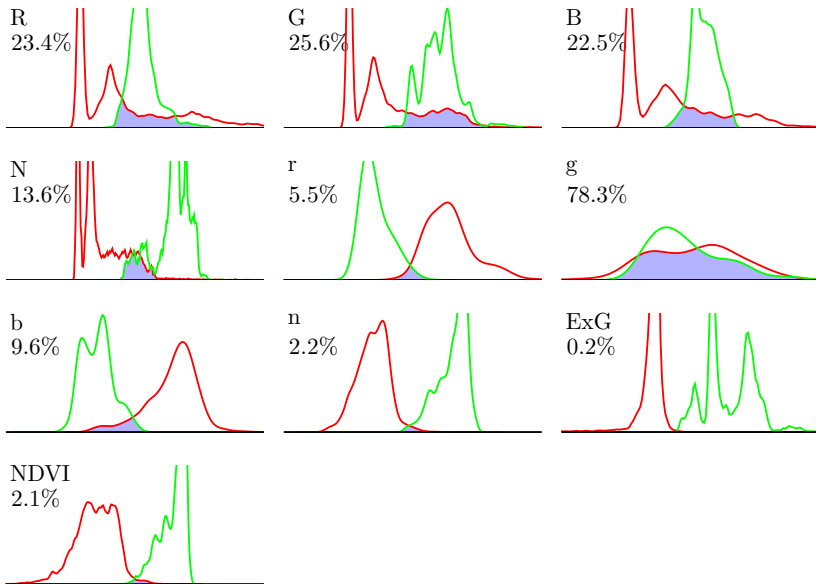 R
23.4%
G
25.6%
B
22.5%
N
13.6%
r
5.5%
g
78.3%
b
9.6%
n
2.2%
ExG
0.2%
NDVI
2.1%